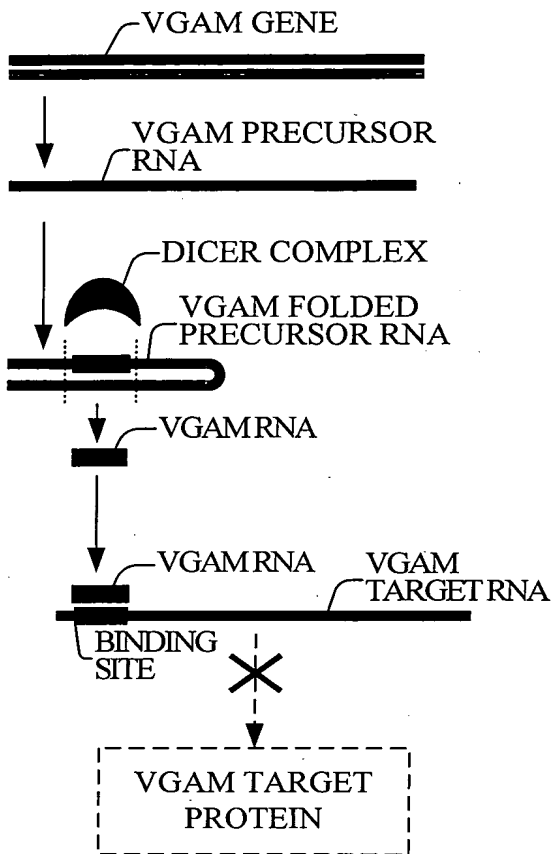 VGAM GENE
VGAM PRECURSOR
RNA
DICER COMPLEX
VGAM FOLDED
PRECURSOR RNA
VGAM RNA
VGAM RNA
VGAM
TARGET RNA
BINDING
SITE
VGAM TARGET
PROTEIN